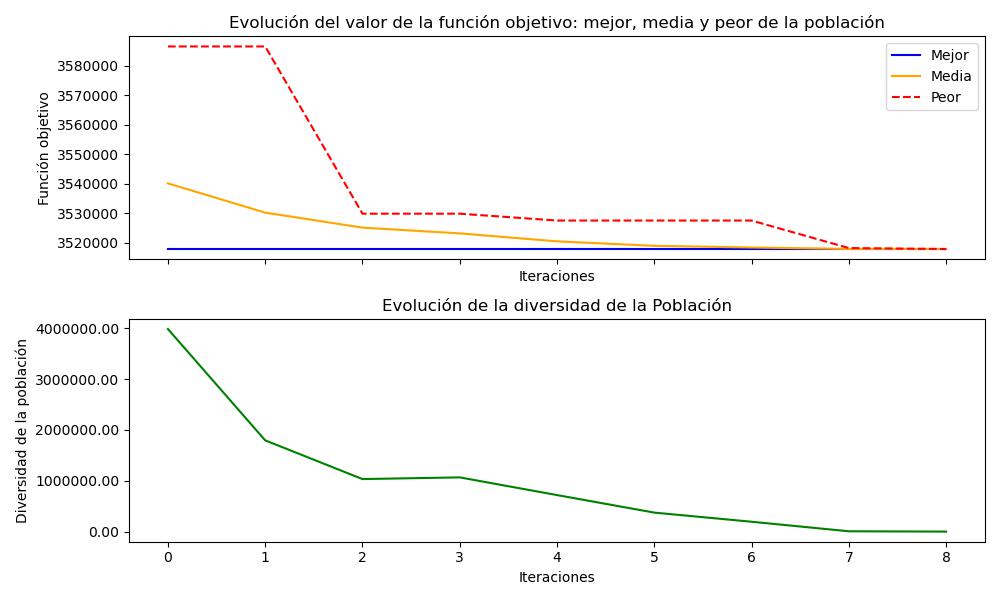 Evolución del valor de la función objetivo: mejor, media y peor de la población
Función objetivo
3580000
3570000
3560000
3550000
3540000
3530000
3520000
Mejor
Media
Peor
Iteraciones
Evolución de la diversidad de la Población
Diversidad de la población
4000000.00
3000000.00
2000000.00
1000000.00
0.00
0 1 2 3 4 5 6 7 8
Iteraciones